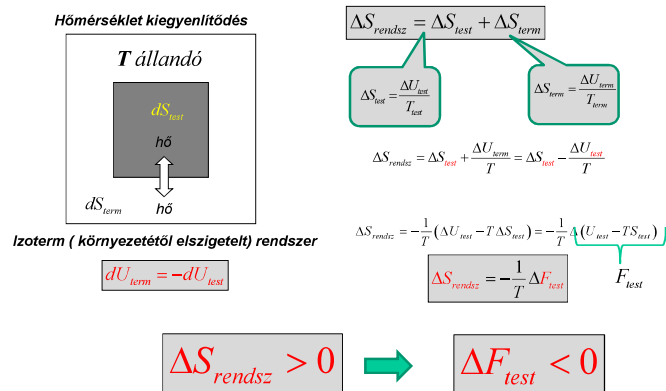 Hőmérséklet kiegyenlítődés
T állandó
dS_test
hő
dS_term
hő
Izoterm ( környezetétől elszigetelt) rendszer
dU_term = -dU_test
ΔS_rendsz = ΔS_test + ΔS_term
ΔS_test = ΔU_test / T_test
ΔS_term = ΔU_term / T_term
ΔS_rendsz = ΔS_test + ΔU_term / T = ΔS_test - ΔU_test / T
ΔS_rendsz = -1/T (ΔU_test - TΔS_test) = -1/T Δ(U_test - TS_test)
F_test
ΔS_rendsz = -1/T ΔF_test
ΔS_rendsz > 0
ΔF_test < 0